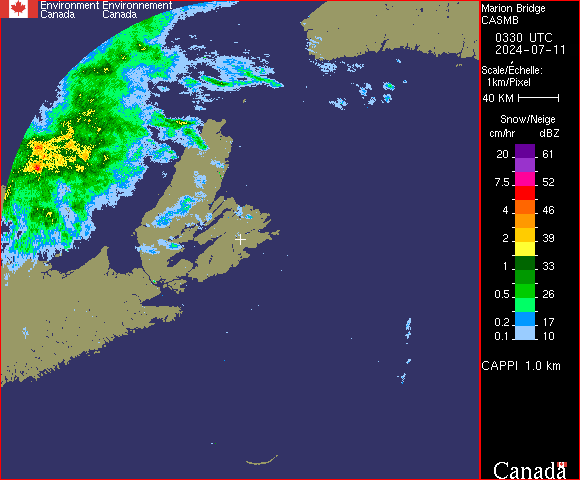 Environment Environnement
Canada Canada
Marion Bridge
CASMB
0330 UTC
2024-07-11
Scale/Echelle:
1km/Pixel
40 KM
Snow/Neige
cm/hr dBZ
20 61
7.5 52
4 46
2 39
1 33
0.5 26
0.2 17
0.1 10
CAPPI 1.0 km
Canada